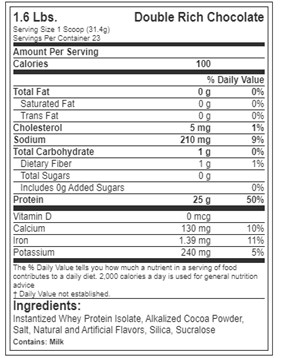 1.6 Lbs. Double Rich Chocolate
Serving Size 1 Scoop (31.4g)
Servings Per Container 23
Amount Per Serving
Calories 100
% Daily Value
Total Fat 0 g 0%
Saturated Fat 0 g 0%
Trans Fat 0 g 0%
Cholesterol 5 mg 1%
Sodium 210 mg 9%
Total Carbohydrate 1 g 0%
Dietary Fiber 1 g 1%
Total Sugars 0 g
Includes 0g Added Sugars 0%
Protein 25 g 50%
Vitamin D 0 mcg
Calcium 130 mg 10%
Iron 1.39 mg 11%
Potassium 240 mg 5%
The % Daily Value tells you how much a nutrient in a serving of food
contributes to a daily diet. 2,000 calories a day is used for general nutrition
advice
† Daily Value not established.
Ingredients:
Instantized Whey Protein Isolate, Alkalized Cocoa Powder,
Salt, Natural and Artificial Flavors, Silica, Sucralose
Contains: Milk